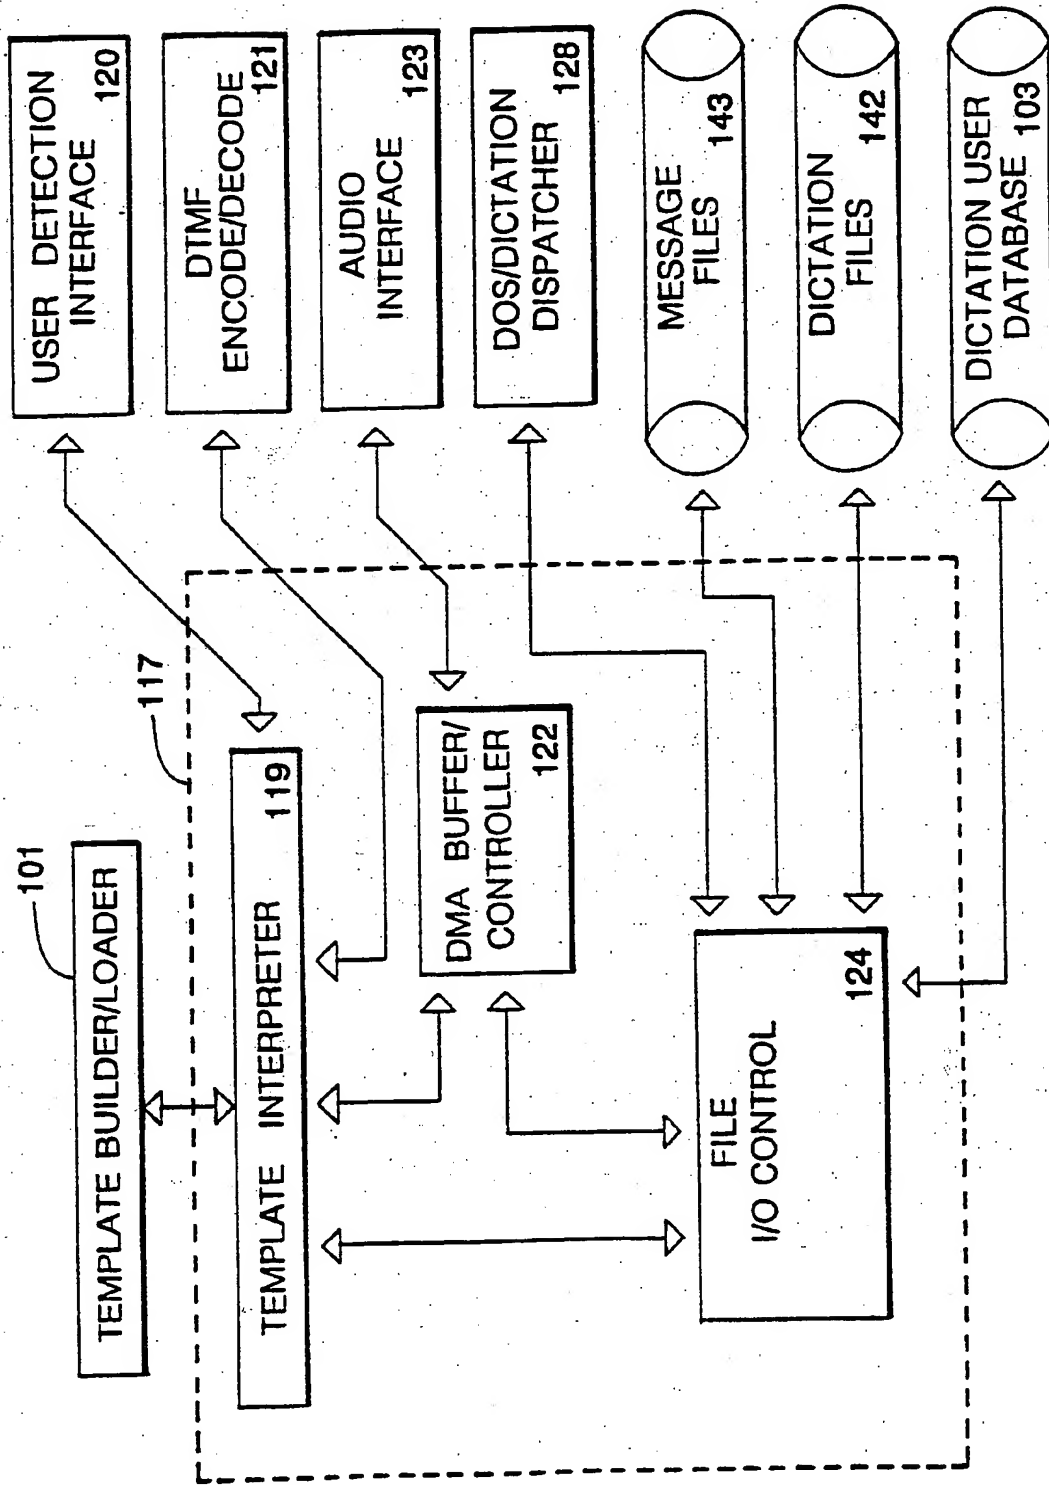 101
TEMPLATE BUILDER/LOADER
117
TEMPLATE INTERPRETER
119
DMA BUFFER/
CONTROLLER
122
FILE
I/O CONTROL
124
USER DETECTION
INTERFACE
120
DTMF
ENCODE/DECODE
121
AUDIO
INTERFACE
123
DOS/DICTATION
DISPATCHER
128
MESSAGE
FILES
143
DICTATION
FILES
142
DICTATION USER
DATABASE 103